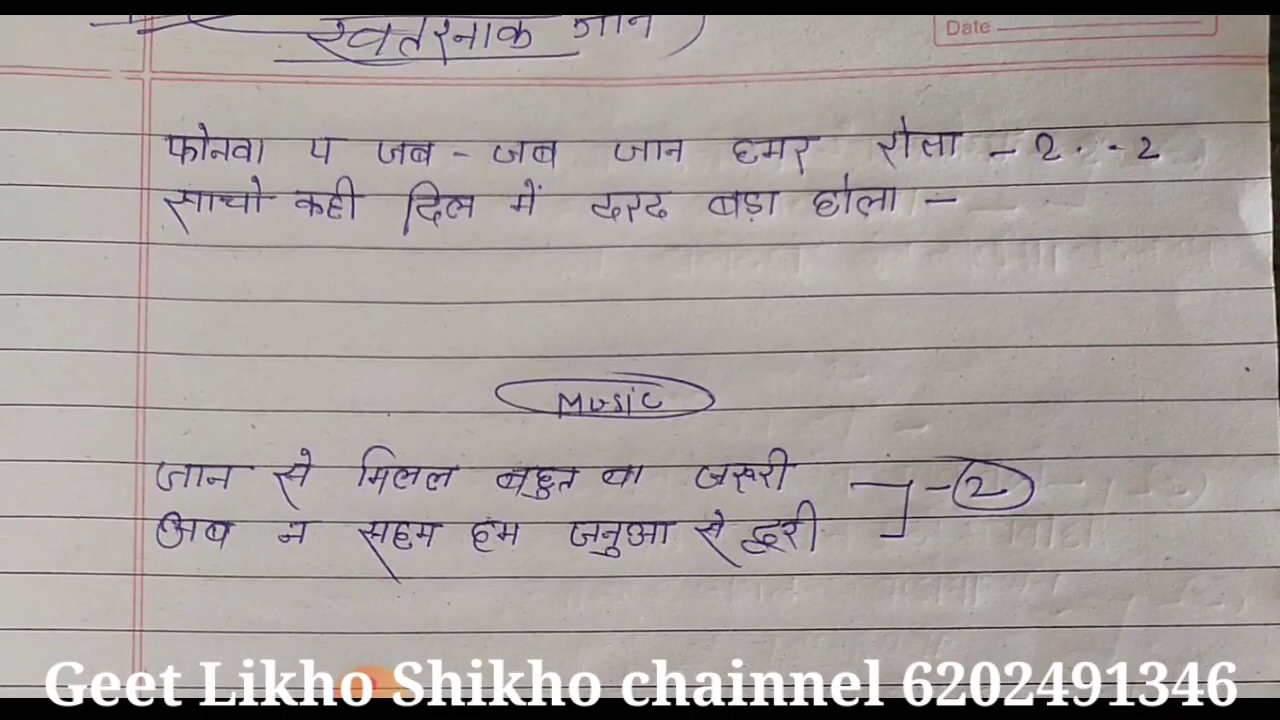 खतरनाक गाना)
Date
फोनवा प जब - जब जान हमर रोला - 2 . - 2
साचो कही दिल में दरद बड़ा होला -
Music
जान से मिलल बहुत बा जरूरी
- (2)
अब न सहम हम जनुआ से दूरी
Geet Likho Shikho chainnel 6202491346